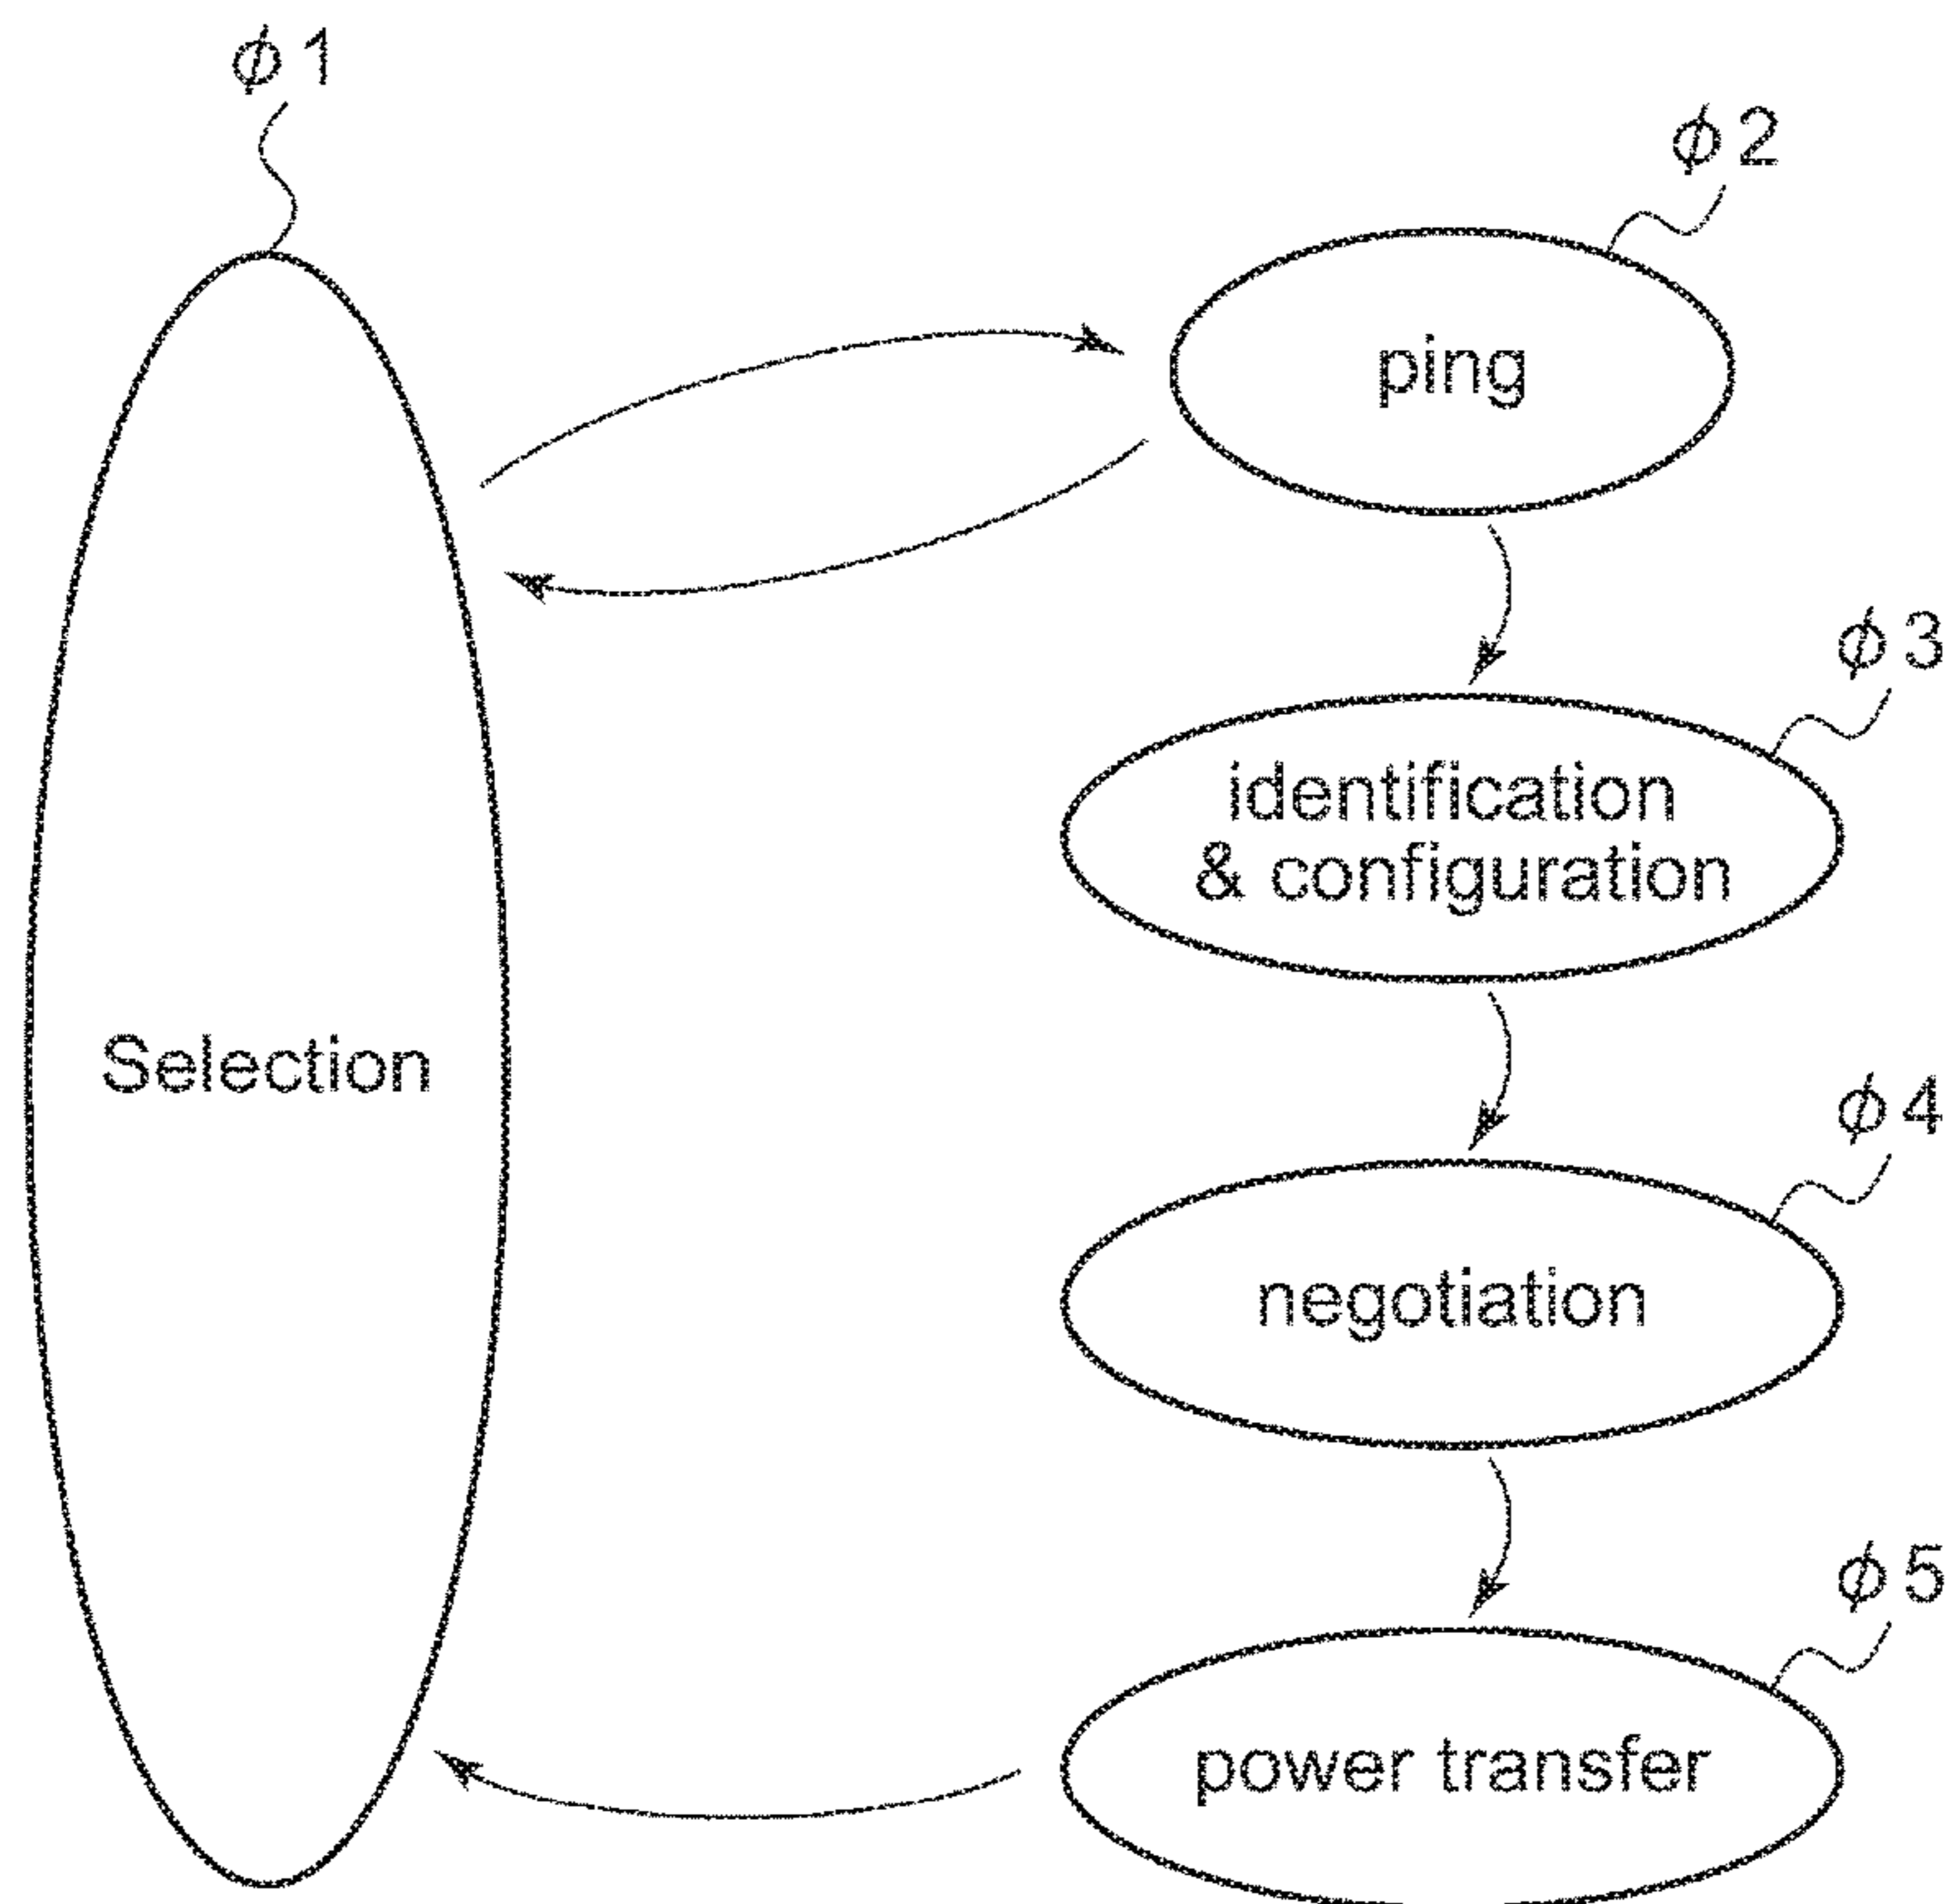 ϕ1
ϕ2
ping
ϕ3
identification
& configuration
Selection
ϕ4
negotiation
ϕ5
power transfer